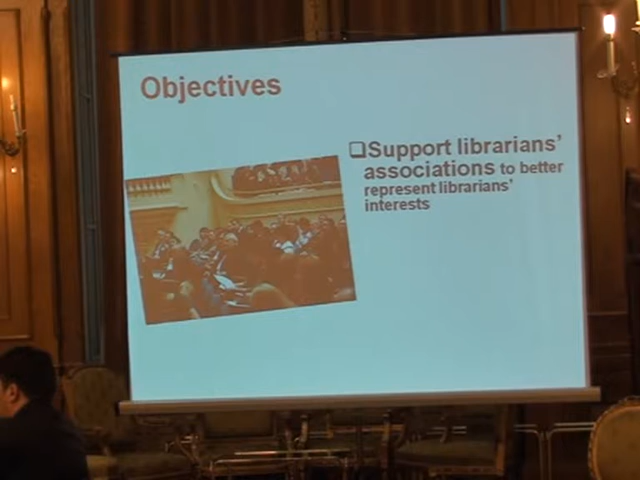 Objectives
❑Support librarians'
associations to better
represent librarians'
interests